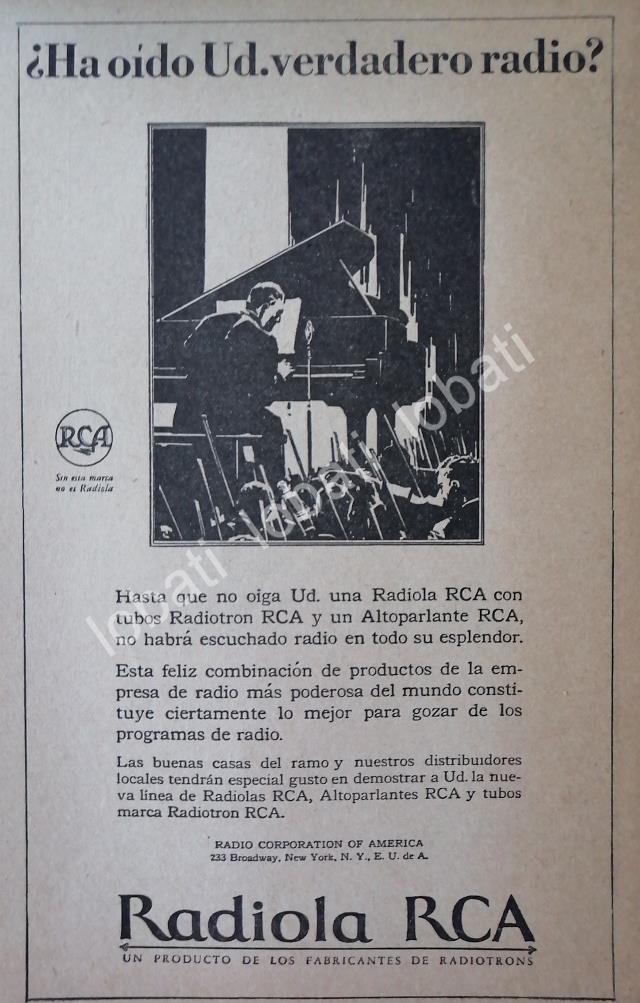 ¿Ha oído Ud. verdadero radio?
RCA
Sin esta marca
no es Radiola
lobati lobati lobati lobati
Hasta que no oiga Ud. una Radiola RCA con
tubos Radiotron RCA y un Altoparlante RCA,
no habrá escuchado radio en todo su esplendor.
Esta feliz combinación de productos de la em-
presa de radio más poderosa del mundo consti-
tuye ciertamente lo mejor para gozar de los
programas de radio.
Las buenas casas del ramo y nuestros distribuidores
locales tendrán especial gusto en demostrar a Ud. la nue-
va línea de Radiolas RCA, Altoparlantes RCA y tubos
marca Radiotron RCA.
RADIO CORPORATION OF AMERICA
233 Broadway, New York, N. Y., E. U. de A.
Radiola RCA
UN PRODUCTO DE LOS FABRICANTES DE RADIOTRONS